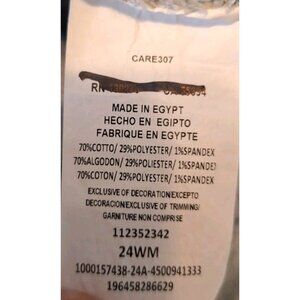 CARE307
RN
MADE IN EGYPT
HECHO EN EGIPTO
FABRIQUE EN EGYPTE
70%COTTO/ 29%POLYESTER/ 1%SPANDEX
70%ALGODON/ 29%POLYESTER/ 1%SPANDEX
70%COTON/ 29%POLYESTER/ 1%SPANDEX
EXCLUSIVE OF DECORATION/EXCEPTO
DECORACION/EXCLUSIVE OF TRIMMING/
GARNITURE NON COMPRISE
112352342
24WM
1000157438-24A-4500941333
196458286629